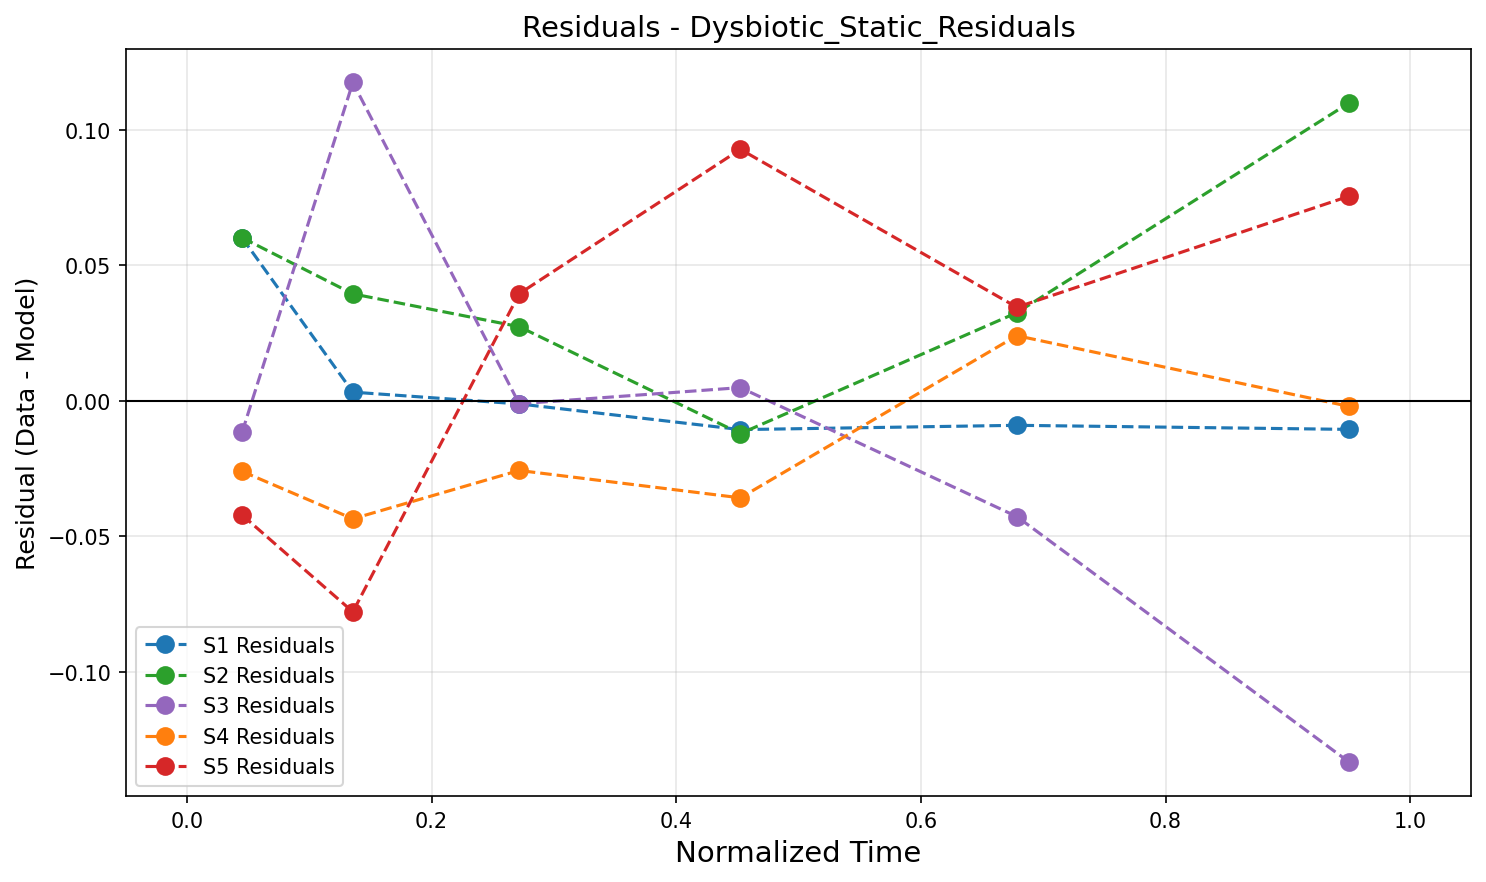 Residuals - Dysbiotic_Static_Residuals
Residual (Data - Model)
0.10
0.05
0.00
−0.05
−0.10
S1 Residuals
S2 Residuals
S3 Residuals
S4 Residuals
S5 Residuals
0.0 0.2 0.4 0.6 0.8 1.0
Normalized Time